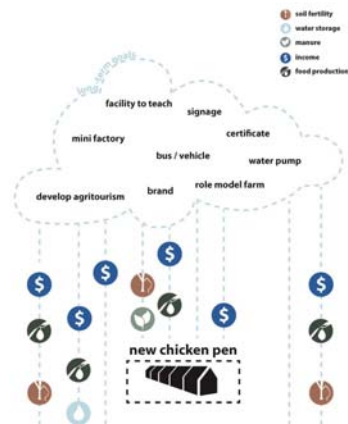 soil fertility
water storage
manure
income
food production
long-term goals
facility to teach
signage
mini factory
certificate
bus / vehicle
water pump
develop agritourism
brand
role model farm
$
$
$
$
$
$
new chicken pen